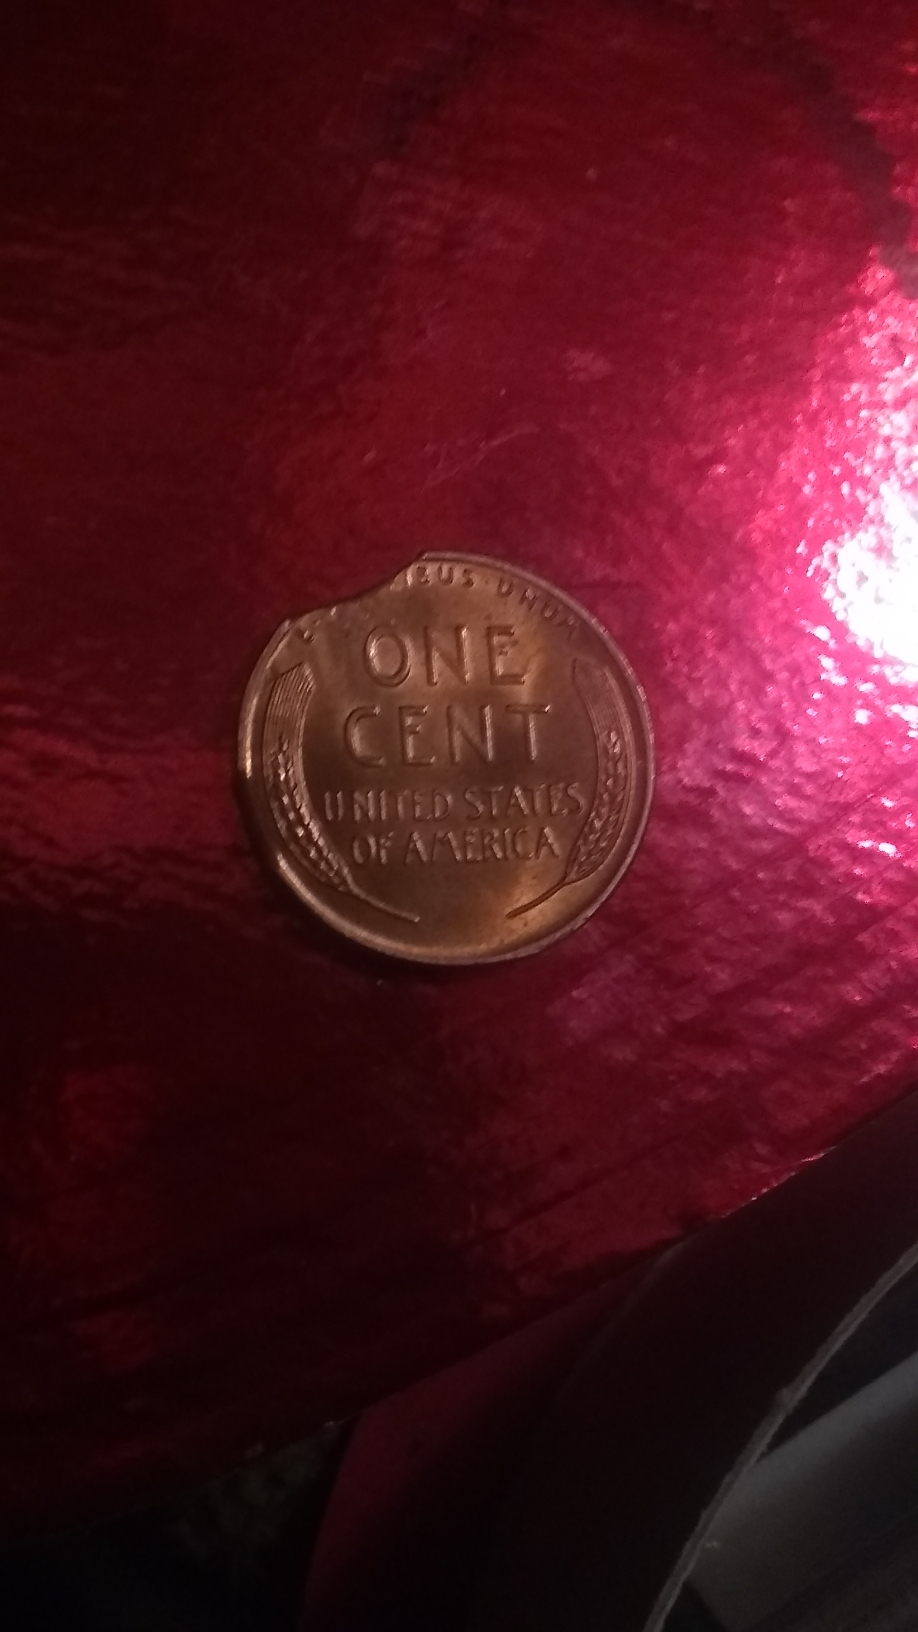 BUS · UNUM
ONE
CENT
UNITED STATES
OF AMERICA